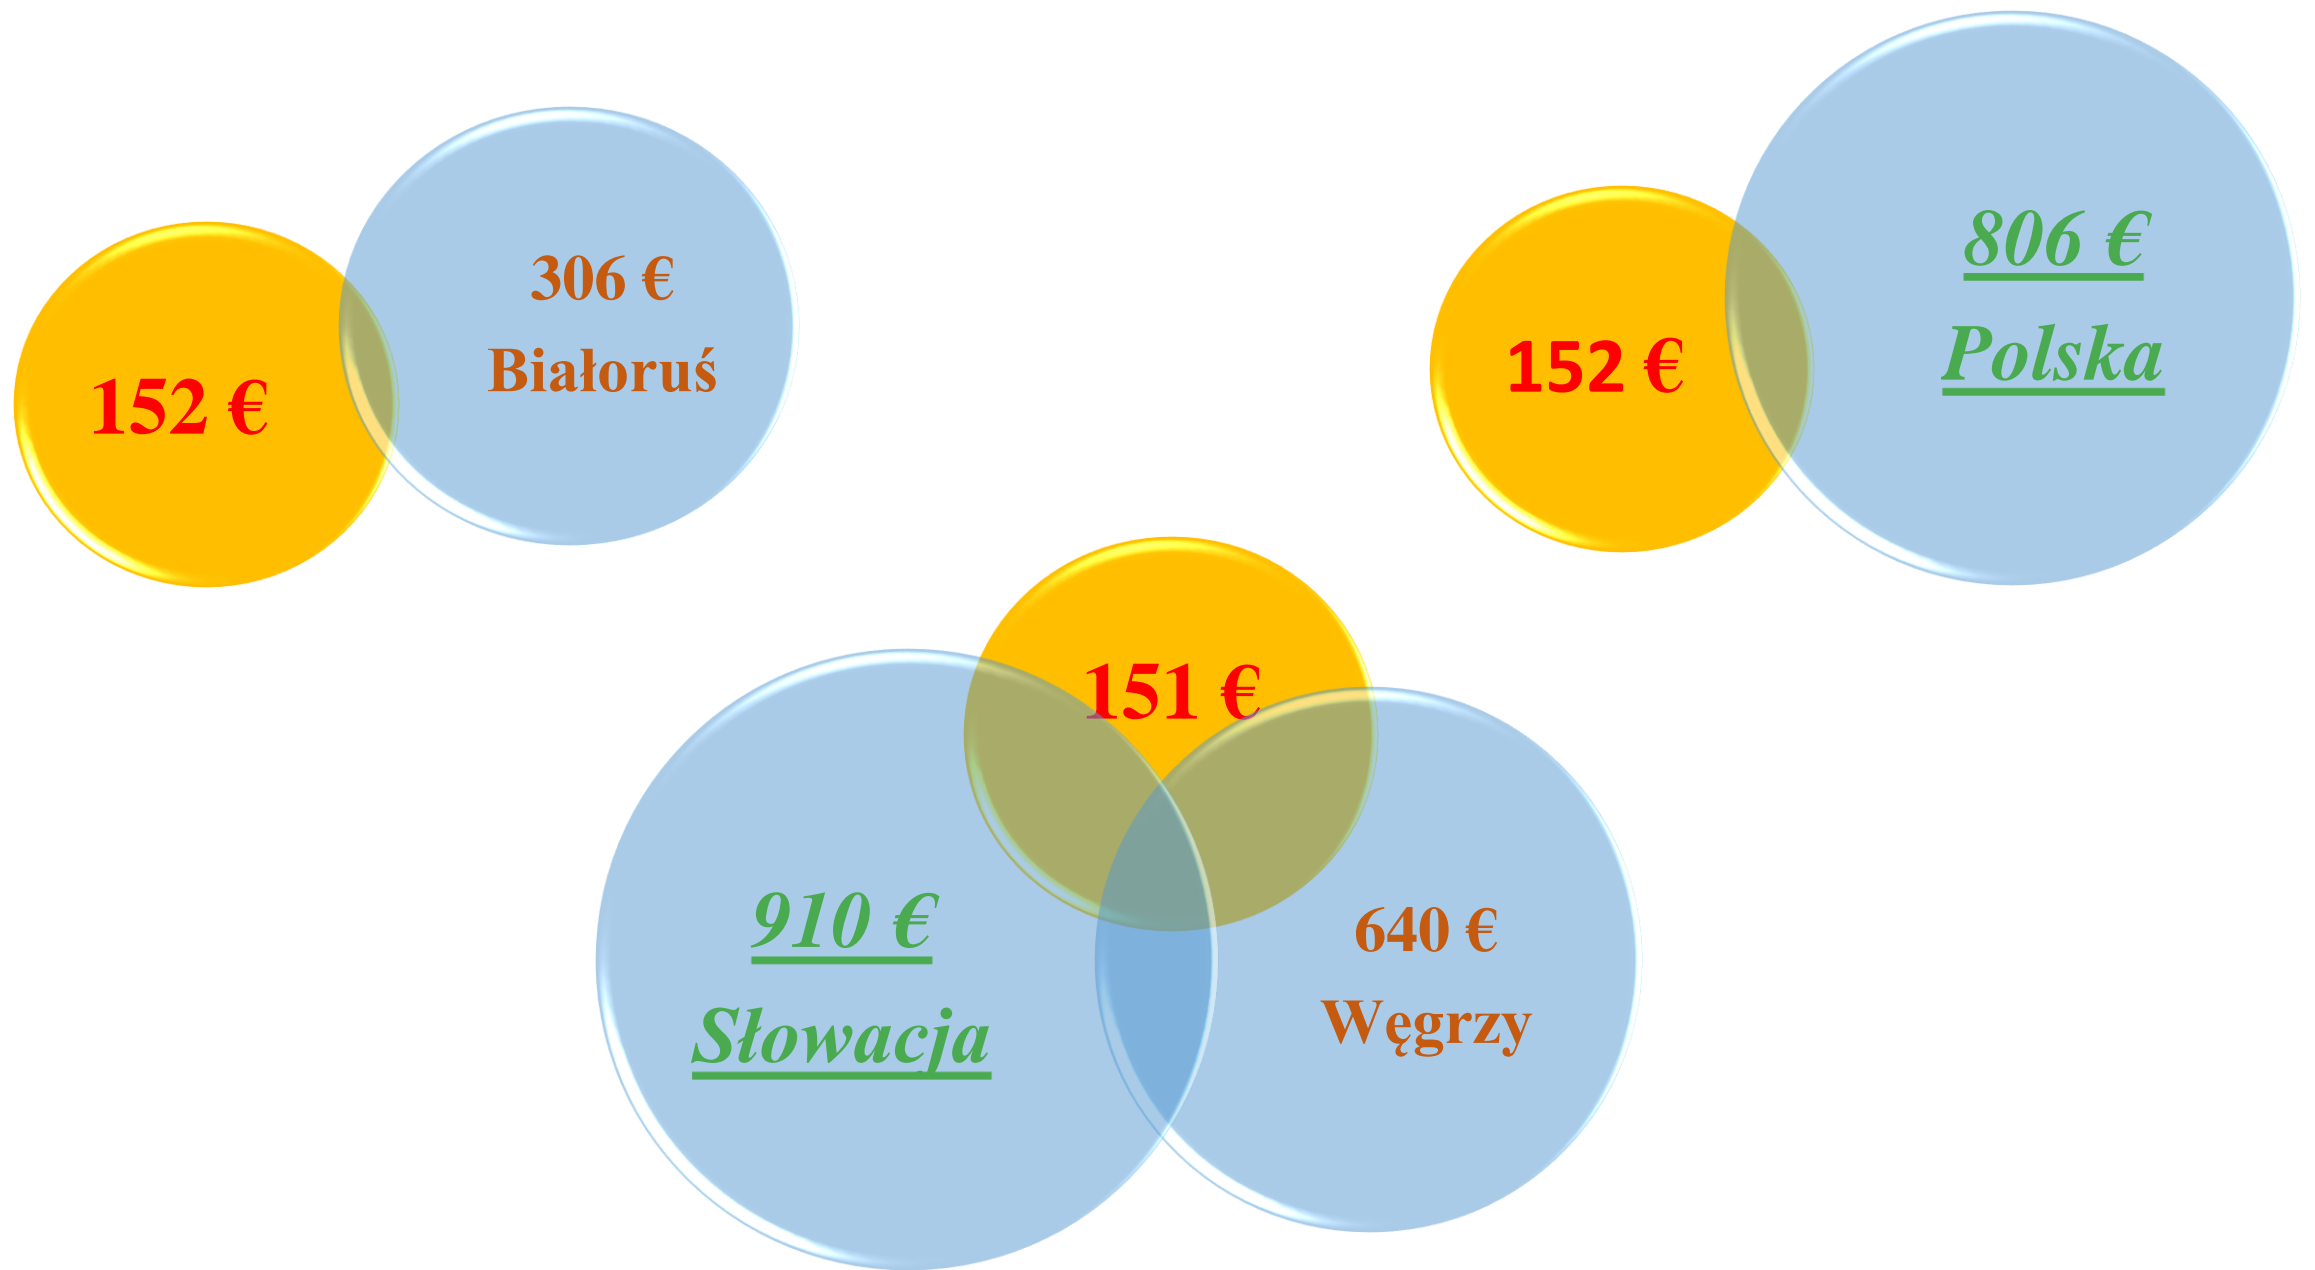 152 €
306 €
Białoruś
152 €
806 €
Polska
151 €
910 €
Słowacja
640 €
Węgrzy